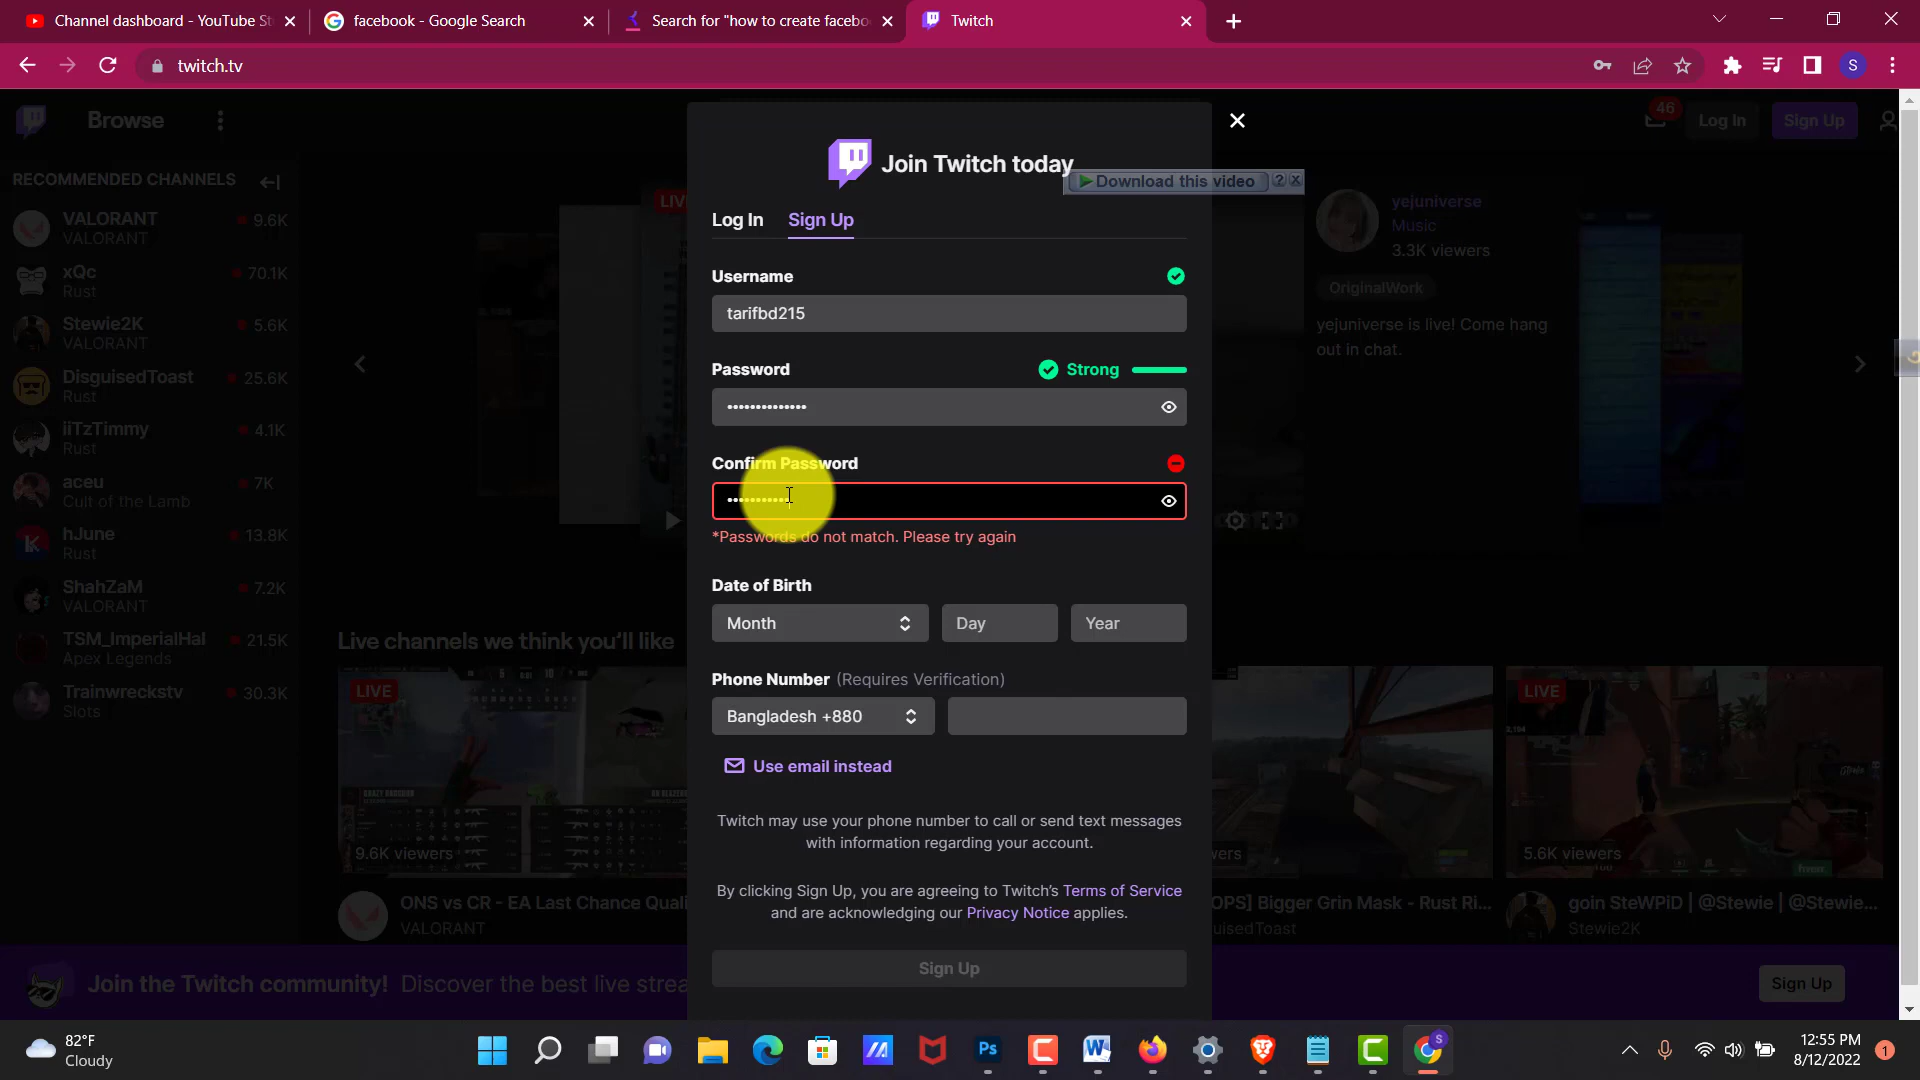 Channel dashboard - YouTube St
facebook - Google Search
Search for "how to create facebo
Twitch
twitch.tv
S
Browse
46
Log In
Sign Up
Join Twitch today
Download this video
RECOMMENDED CHANNELS
VALORANT 9.6K
VALORANT
xQc 70.1K
Rust
Stewie2K 5.6K
VALORANT
DisguisedToast 25.6K
Rust
iiTzTimmy 4.1K
Rust
aceu 7K
Cult of the Lamb
hJune 13.8K
Rust
ShahZaM 7.2K
VALORANT
TSM_ImperialHal 21.5K
Apex Legends
Trainwreckstv 30.3K
Slots
Log In Sign Up
Username
tarifbd215
Password Strong
Confirm Password
*Passwords do not match. Please try again
Date of Birth
Month Day Year
Phone Number (Requires Verification)
Bangladesh +880
Use email instead
Twitch may use your phone number to call or send text messages
with information regarding your account.
By clicking Sign Up, you are agreeing to Twitch's Terms of Service
and are acknowledging our Privacy Notice applies.
Sign Up
yejuniverse
Music
3.3K viewers
OriginalWork
yejuniverse is live! Come hang
out in chat.
Live channels we think you'll like
LIVE
9.6K viewers
ONS vs CR - EA Last Chance Quali
VALORANT
OPS] Bigger Grin Mask - Rust Ri...
uisedToast
LIVE
5.6K viewers
goin SteWPiD | @Stewie | @Stewie...
Stewie2K
Join the Twitch community! Discover the best live strea
Sign Up
82°F
Cloudy
Ps
12:55 PM
8/12/2022
1